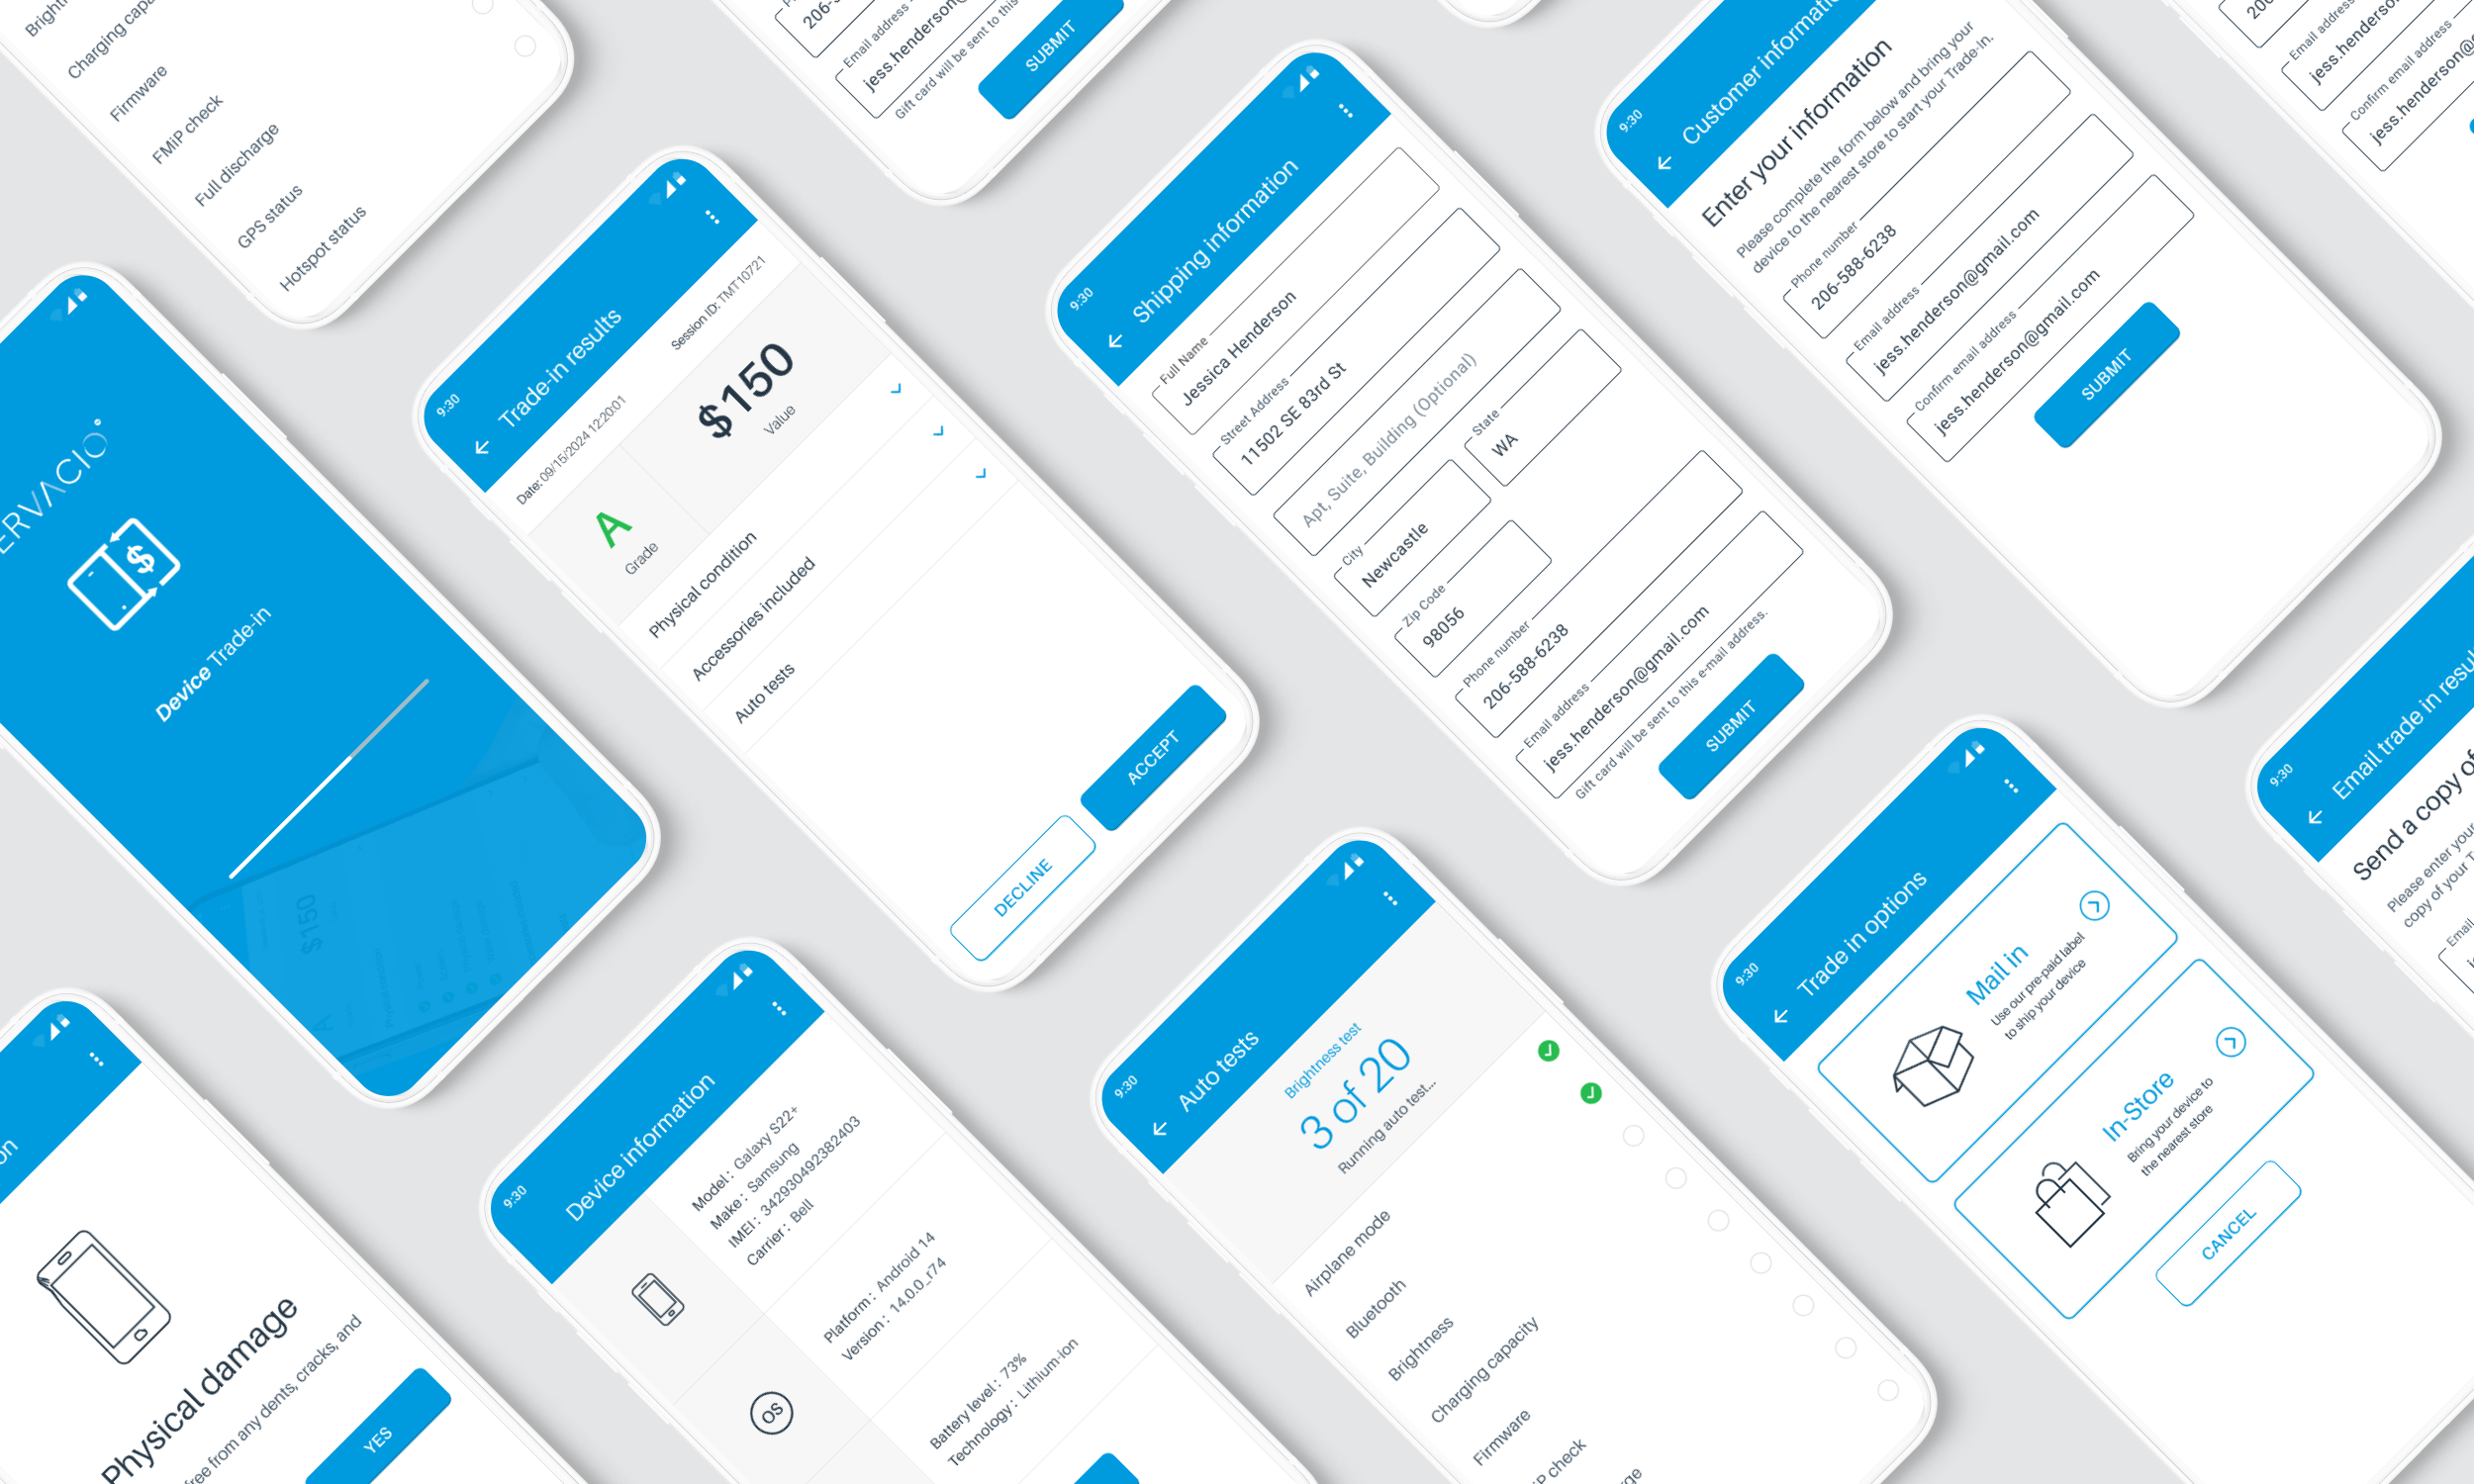 Charging capa
Firmware
FMiP check
Full discharge
GPS status
Hotspot status
Email address
jess.henderson@
Gift card will be sent to this
SUBMIT
ERVACIO
$
Device Trade-in
$150
9:30
Trade-in results
Date: 09/15/2024 12:20:01
Session ID: TMT10721
A
Grade
$150
Value
Physical condition
Accessories included
Auto tests
DECLINE
ACCEPT
9:30
Shipping information
Full Name
Jessica Henderson
Street Address
11502 SE 83rd St
Apt, Suite, Building (Optional)
City
Newcastle
State
WA
Zip Code
98056
Phone number
206-588-6238
Email address
jess.henderson@gmail.com
Gift card will be sent to this e-mail address.
SUBMIT
9:30
Customer informati
Enter your information
Please complete the form below and bring your
device to the nearest store to start your Trade-In.
Phone number
206-588-6238
Email address
jess.henderson@gmail.com
Confirm email address
jess.henderson@gmail.com
SUBMIT
Email address
jess.henderso
Confirm email address
jess.henderson@
on
Physical damage
free from any dents, cracks, and
YES
9:30
Device information
Model: Galaxy S22+
Make: Samsung
IMEI: 342930492382403
Carrier: Bell
OS
Platform: Android 14
Version: 14.0.0_r74
Battery level: 73%
Technology: Lithium-ion
9:30
Auto tests
Brightness test
3 of 20
Running auto test...
Airplane mode
Bluetooth
Brightness
Charging capacity
Firmware
iP check
ge
9:30
Trade in options
Mail in
Use our pre-paid label
to ship your device
In-Store
Bring your device to
the nearest store
CANCEL
9:30
Email trade in resul
Send a copy of
Please enter your
copy of your T
Email